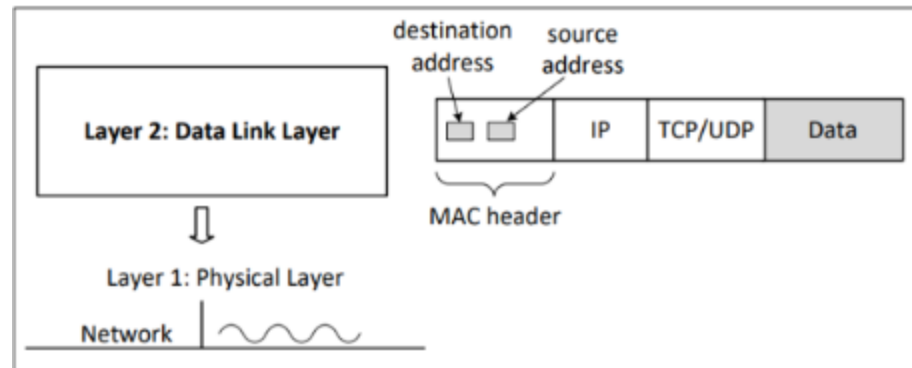 destination
address
source
address
Layer 2: Data Link Layer
IP
TCP/UDP
Data
MAC header
Layer 1: Physical Layer
Network